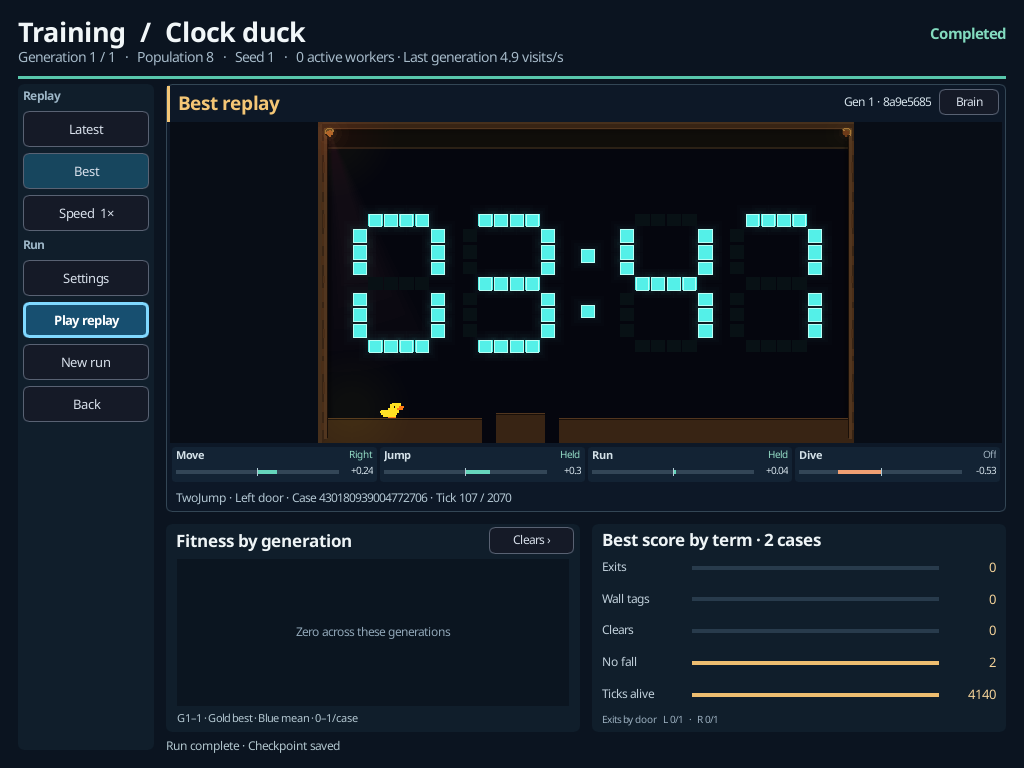 Training / Clock duck
Completed
Generation 1 / 1 · Population 8 · Seed 1 · 0 active workers · Last generation 4.9 visits/s
Replay
Latest
Best
Speed 1×
Run
Settings
Play replay
New run
Back
Best replay
Gen 1 · 8a9e5685
Brain
03:47
Move
Right
+0.24
Jump
Held
+0.3
Run
Held
+0.04
Dive
Off
-0.53
TwoJump · Left door · Case 430180939004772706 · Tick 107 / 2070
Fitness by generation
Clears ›
Zero across these generations
G1–1 · Gold best · Blue mean · 0–1/case
Best score by term · 2 cases
Exits 0
Wall tags 0
Clears 0
No fall 2
Ticks alive 4140
Exits by door L 0/1 · R 0/1
Run complete · Checkpoint saved